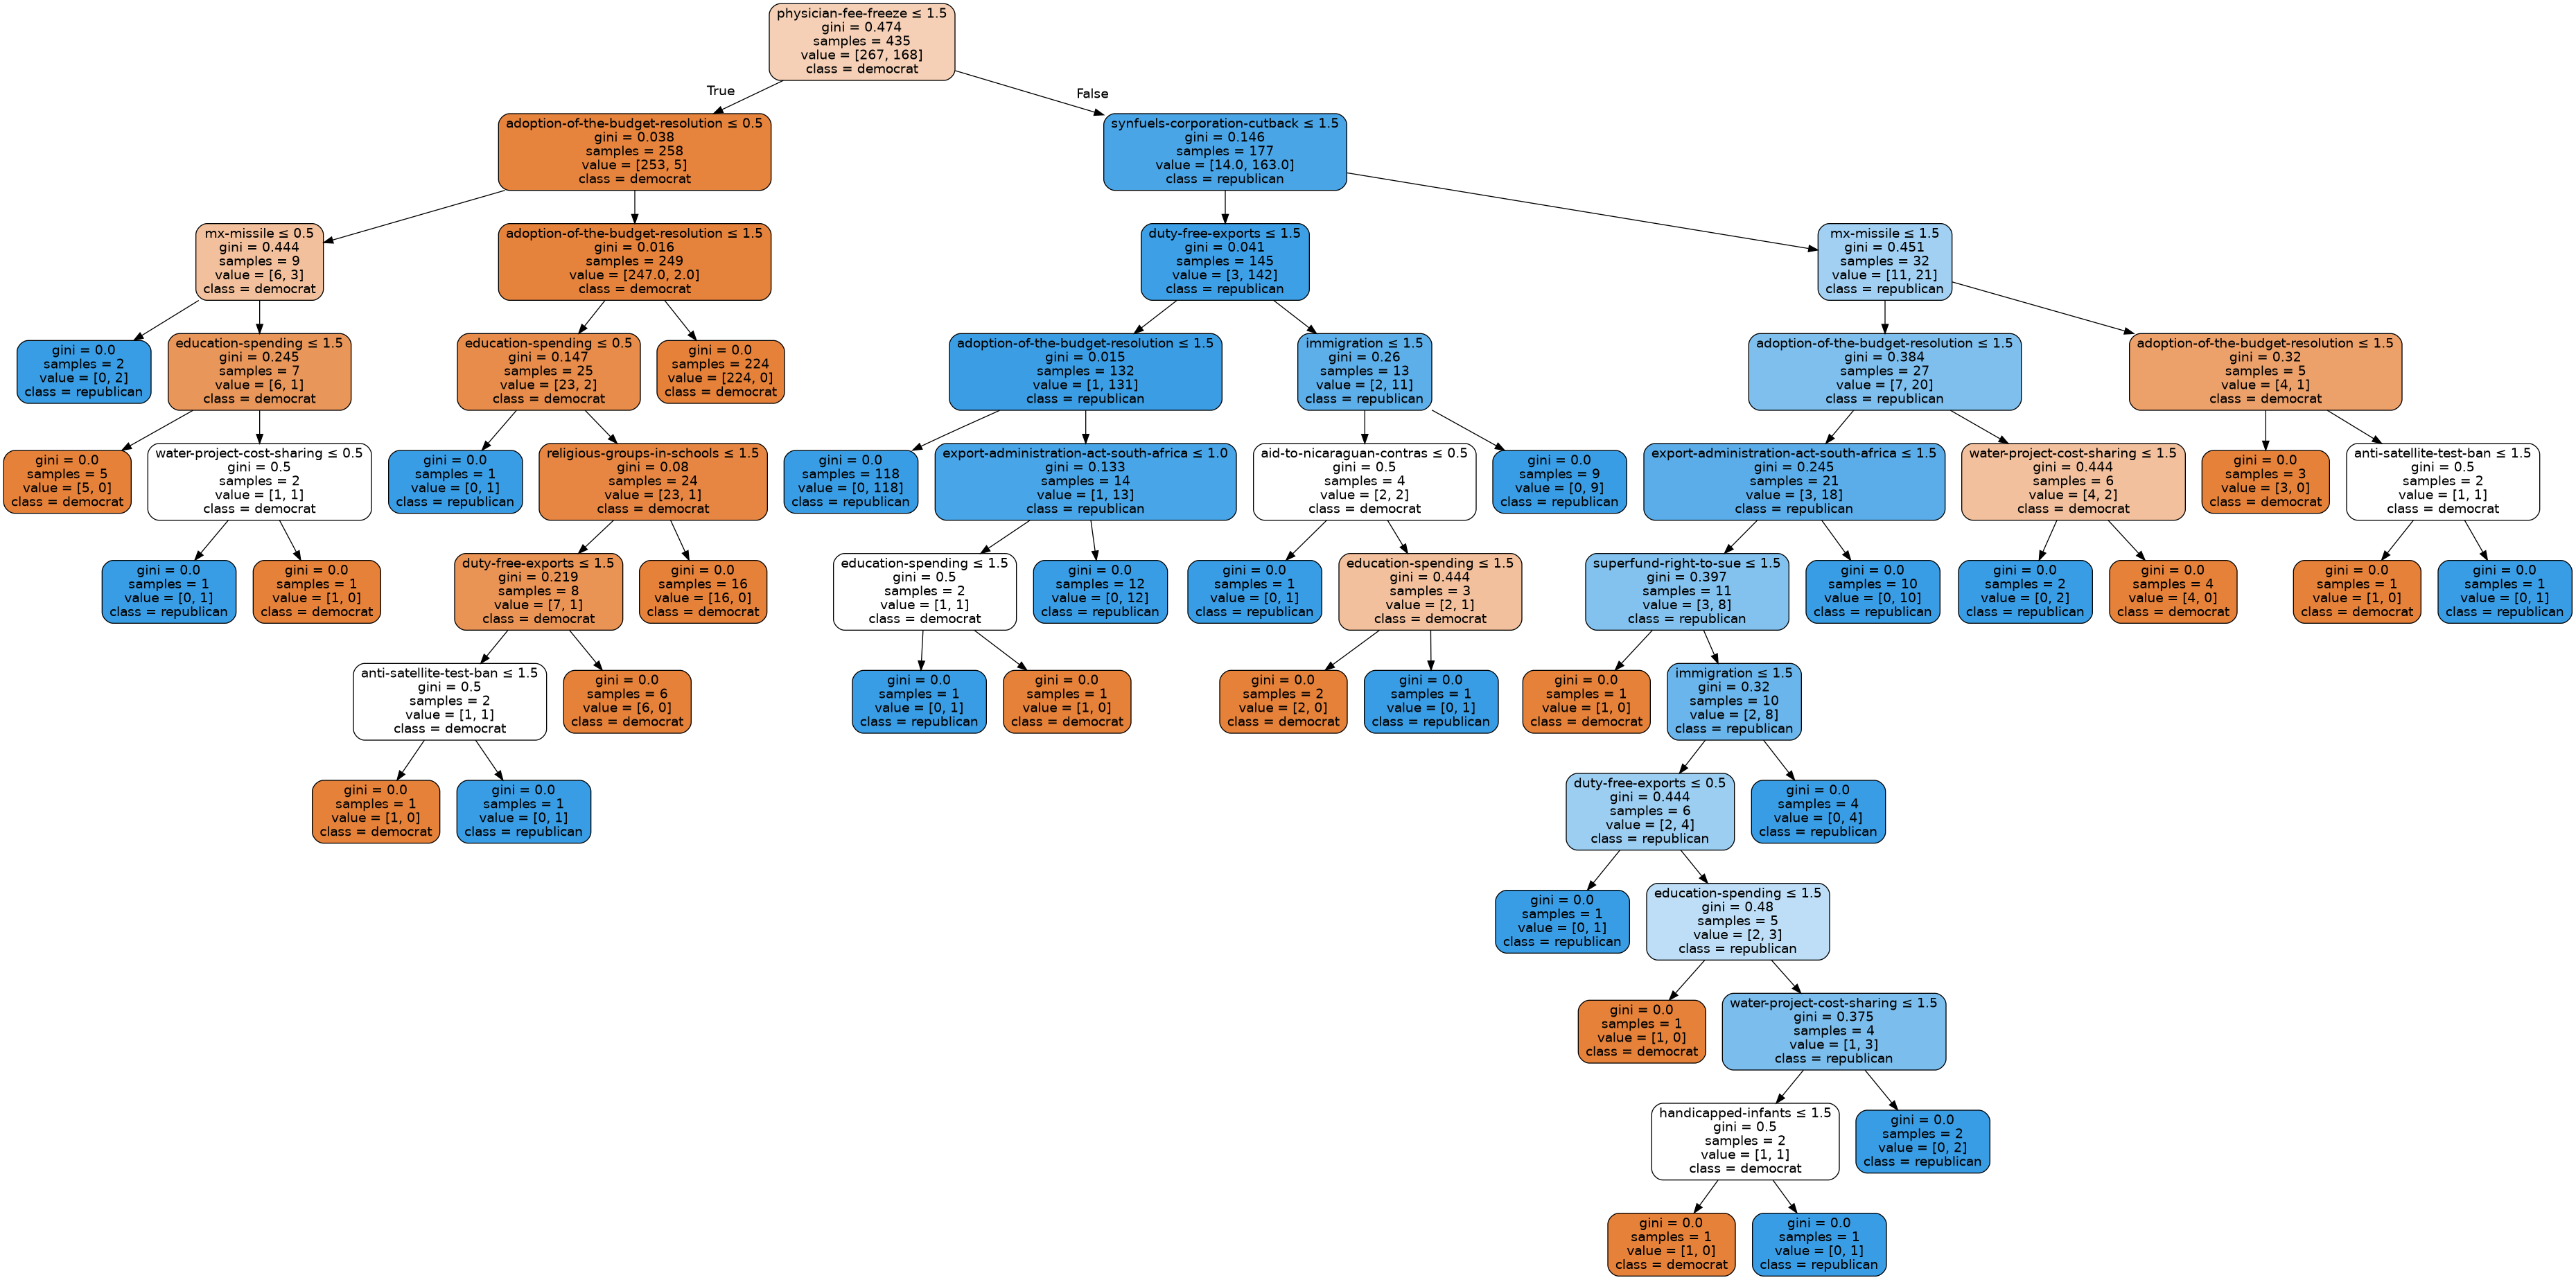 physician-fee-freeze ≤ 1.5
gini = 0.474
samples = 435
value = [267, 168]
class = democrat
True
False
adoption-of-the-budget-resolution ≤ 0.5
gini = 0.038
samples = 258
value = [253, 5]
class = democrat
synfuels-corporation-cutback ≤ 1.5
gini = 0.146
samples = 177
value = [14.0, 163.0]
class = republican
mx-missile ≤ 0.5
gini = 0.444
samples = 9
value = [6, 3]
class = democrat
adoption-of-the-budget-resolution ≤ 1.5
gini = 0.016
samples = 249
value = [247.0, 2.0]
class = democrat
duty-free-exports ≤ 1.5
gini = 0.041
samples = 145
value = [3, 142]
class = republican
mx-missile ≤ 1.5
gini = 0.451
samples = 32
value = [11, 21]
class = republican
gini = 0.0
samples = 2
value = [0, 2]
class = republican
education-spending ≤ 1.5
gini = 0.245
samples = 7
value = [6, 1]
class = democrat
education-spending ≤ 0.5
gini = 0.147
samples = 25
value = [23, 2]
class = democrat
gini = 0.0
samples = 224
value = [224, 0]
class = democrat
adoption-of-the-budget-resolution ≤ 1.5
gini = 0.015
samples = 132
value = [1, 131]
class = republican
immigration ≤ 1.5
gini = 0.26
samples = 13
value = [2, 11]
class = republican
adoption-of-the-budget-resolution ≤ 1.5
gini = 0.384
samples = 27
value = [7, 20]
class = republican
adoption-of-the-budget-resolution ≤ 1.5
gini = 0.32
samples = 5
value = [4, 1]
class = democrat
gini = 0.0
samples = 5
value = [5, 0]
class = democrat
water-project-cost-sharing ≤ 0.5
gini = 0.5
samples = 2
value = [1, 1]
class = democrat
gini = 0.0
samples = 1
value = [0, 1]
class = republican
religious-groups-in-schools ≤ 1.5
gini = 0.08
samples = 24
value = [23, 1]
class = democrat
gini = 0.0
samples = 118
value = [0, 118]
class = republican
export-administration-act-south-africa ≤ 1.0
gini = 0.133
samples = 14
value = [1, 13]
class = republican
aid-to-nicaraguan-contras ≤ 0.5
gini = 0.5
samples = 4
value = [2, 2]
class = democrat
gini = 0.0
samples = 9
value = [0, 9]
class = republican
export-administration-act-south-africa ≤ 1.5
gini = 0.245
samples = 21
value = [3, 18]
class = republican
water-project-cost-sharing ≤ 1.5
gini = 0.444
samples = 6
value = [4, 2]
class = democrat
gini = 0.0
samples = 3
value = [3, 0]
class = democrat
anti-satellite-test-ban ≤ 1.5
gini = 0.5
samples = 2
value = [1, 1]
class = democrat
gini = 0.0
samples = 1
value = [0, 1]
class = republican
gini = 0.0
samples = 1
value = [1, 0]
class = democrat
duty-free-exports ≤ 1.5
gini = 0.219
samples = 8
value = [7, 1]
class = democrat
gini = 0.0
samples = 16
value = [16, 0]
class = democrat
education-spending ≤ 1.5
gini = 0.5
samples = 2
value = [1, 1]
class = democrat
gini = 0.0
samples = 12
value = [0, 12]
class = republican
gini = 0.0
samples = 1
value = [0, 1]
class = republican
education-spending ≤ 1.5
gini = 0.444
samples = 3
value = [2, 1]
class = democrat
superfund-right-to-sue ≤ 1.5
gini = 0.397
samples = 11
value = [3, 8]
class = republican
gini = 0.0
samples = 10
value = [0, 10]
class = republican
gini = 0.0
samples = 2
value = [0, 2]
class = republican
gini = 0.0
samples = 4
value = [4, 0]
class = democrat
gini = 0.0
samples = 1
value = [1, 0]
class = democrat
gini = 0.0
samples = 1
value = [0, 1]
class = republican
anti-satellite-test-ban ≤ 1.5
gini = 0.5
samples = 2
value = [1, 1]
class = democrat
gini = 0.0
samples = 6
value = [6, 0]
class = democrat
gini = 0.0
samples = 1
value = [0, 1]
class = republican
gini = 0.0
samples = 1
value = [1, 0]
class = democrat
gini = 0.0
samples = 2
value = [2, 0]
class = democrat
gini = 0.0
samples = 1
value = [0, 1]
class = republican
gini = 0.0
samples = 1
value = [1, 0]
class = democrat
immigration ≤ 1.5
gini = 0.32
samples = 10
value = [2, 8]
class = republican
gini = 0.0
samples = 1
value = [1, 0]
class = democrat
gini = 0.0
samples = 1
value = [0, 1]
class = republican
duty-free-exports ≤ 0.5
gini = 0.444
samples = 6
value = [2, 4]
class = republican
gini = 0.0
samples = 4
value = [0, 4]
class = republican
gini = 0.0
samples = 1
value = [0, 1]
class = republican
education-spending ≤ 1.5
gini = 0.48
samples = 5
value = [2, 3]
class = republican
gini = 0.0
samples = 1
value = [1, 0]
class = democrat
water-project-cost-sharing ≤ 1.5
gini = 0.375
samples = 4
value = [1, 3]
class = republican
handicapped-infants ≤ 1.5
gini = 0.5
samples = 2
value = [1, 1]
class = democrat
gini = 0.0
samples = 2
value = [0, 2]
class = republican
gini = 0.0
samples = 1
value = [1, 0]
class = democrat
gini = 0.0
samples = 1
value = [0, 1]
class = republican